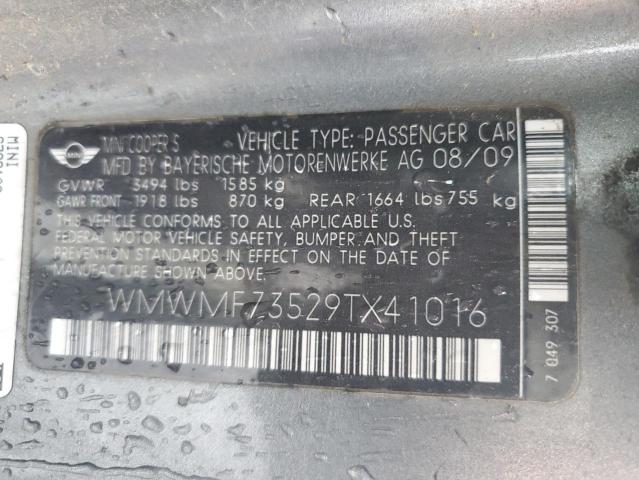 MINI COOPER S VEHICLE TYPE: PASSENGER CAR
MFD BY BAYERISCHE MOTORENWERKE AG 08/09
GVWR 3494 lbs 1585 kg
GAWR FRONT 1918 lbs 870 kg REAR 1664 lbs 755 kg
THIS VEHICLE CONFORMS TO ALL APPLICABLE U.S.
FEDERAL MOTOR VEHICLE SAFETY, BUMPER AND THEFT
PREVENTION STANDARDS IN EFFECT ON THE DATE OF
MANUFACTURE SHOWN ABOVE.
WMWMF73529TX41016
7 049 307
MINI